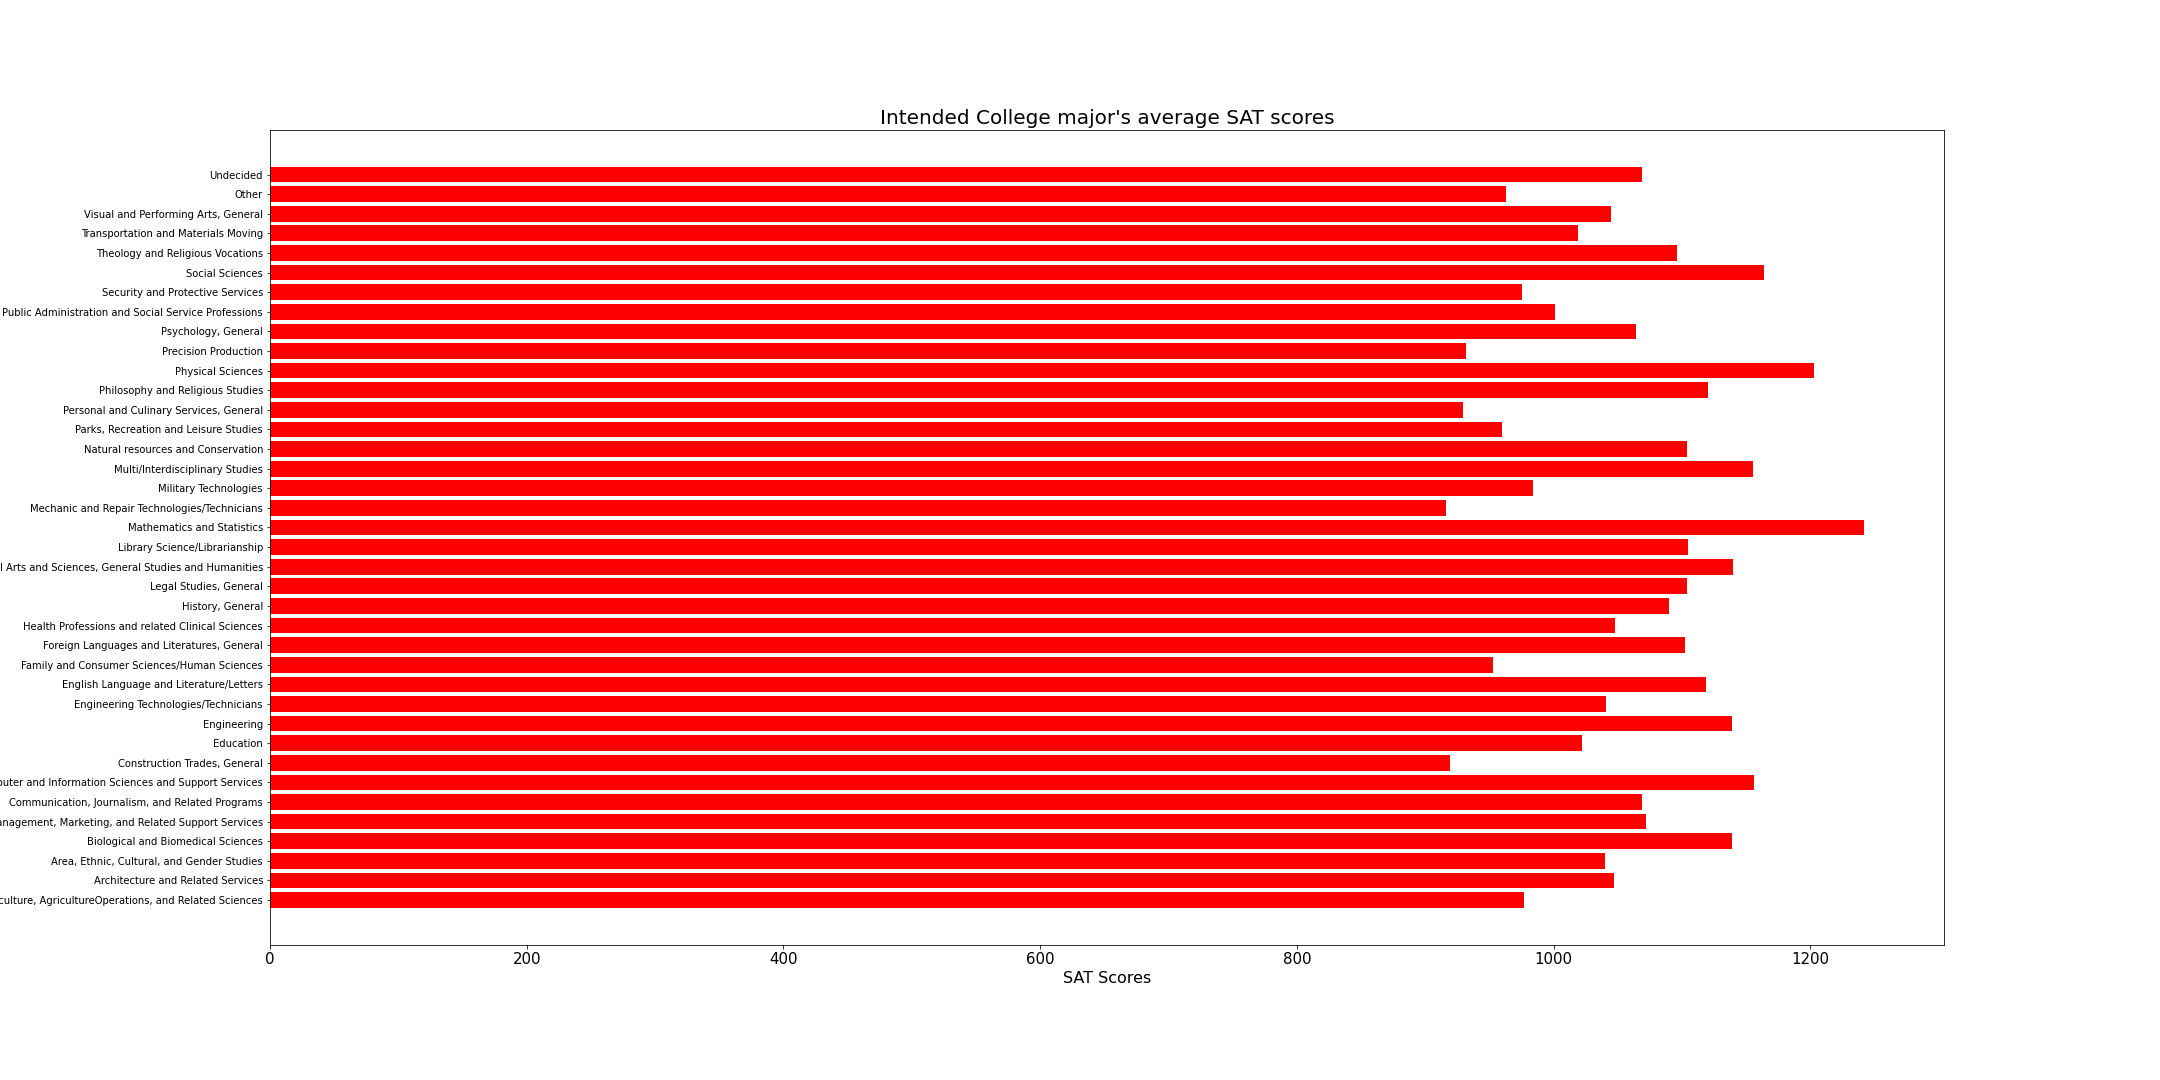 Intended College major's average SAT scores
Undecided
Other
Visual and Performing Arts, General
Transportation and Materials Moving
Theology and Religious Vocations
Social Sciences
Security and Protective Services
Public Administration and Social Service Professions
Psychology, General
Precision Production
Physical Sciences
Philosophy and Religious Studies
Personal and Culinary Services, General
Parks, Recreation and Leisure Studies
Natural resources and Conservation
Multi/Interdisciplinary Studies
Military Technologies
Mechanic and Repair Technologies/Technicians
Mathematics and Statistics
Library Science/Librarianship
Arts and Sciences, General Studies and Humanities
Legal Studies, General
History, General
Health Professions and related Clinical Sciences
Foreign Languages and Literatures, General
Family and Consumer Sciences/Human Sciences
English Language and Literature/Letters
Engineering Technologies/Technicians
Engineering
Education
Construction Trades, General
and Information Sciences and Support Services
Communication, Journalism, and Related Programs
Marketing, and Related Support Services
Biological and Biomedical Sciences
Area, Ethnic, Cultural, and Gender Studies
Architecture and Related Services
AgricultureOperations, and Related Sciences
0 200 400 600 800 1000 1200
SAT Scores